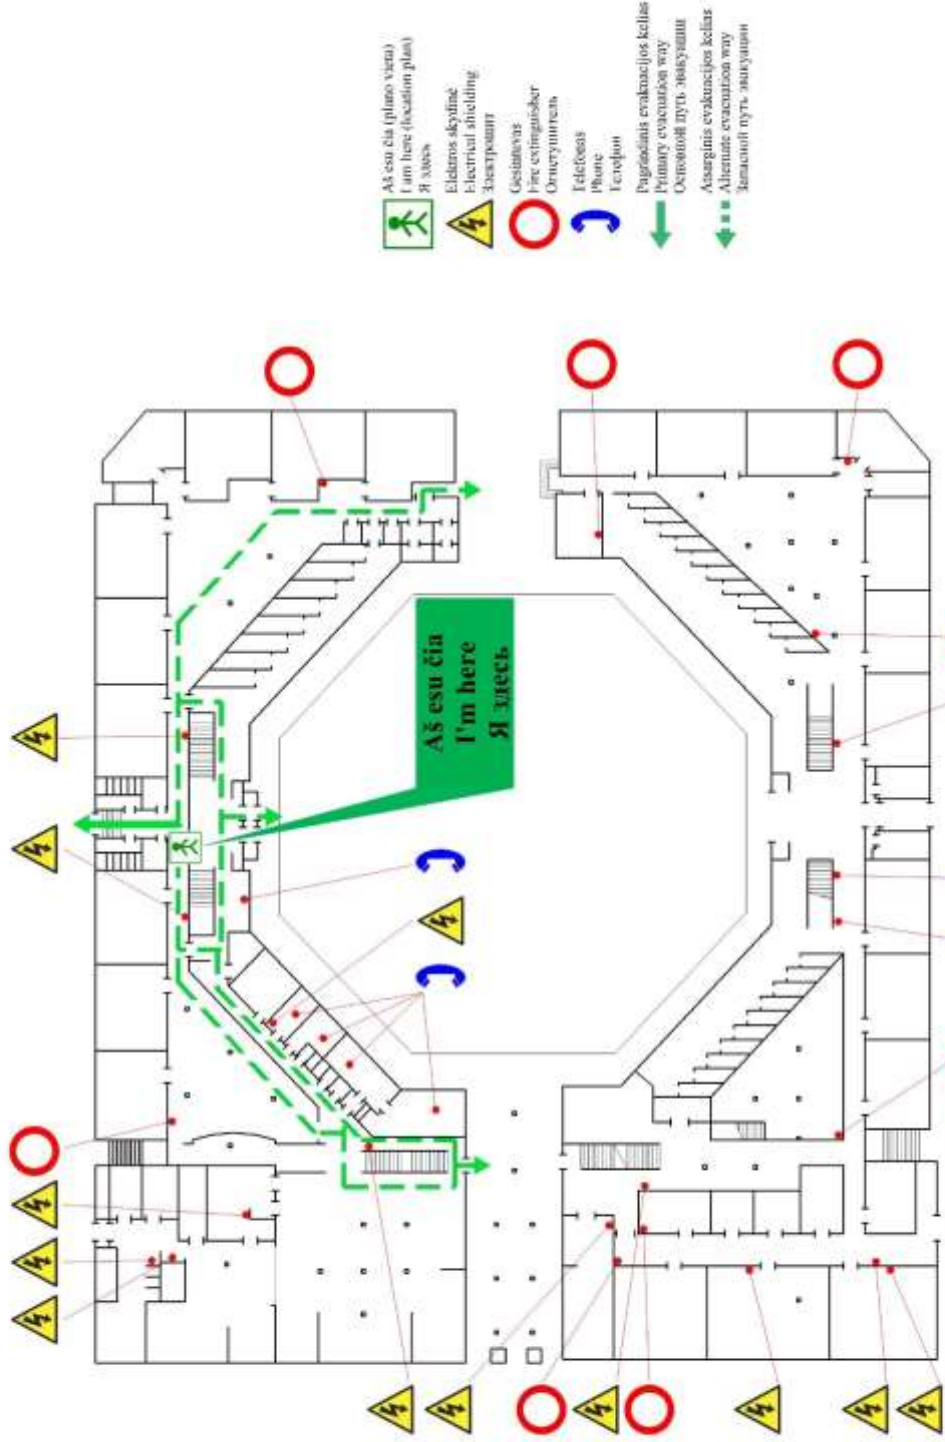 Aš esu čia (plano vieta)
I am here (location plan)
Я здесь
Elektros skydinė
Electrical shielding
Электрощит
Gesintuvas
Fire extinguisher
Огнетушитель
Telefonas
Phone
Телефон
Pagrindinis evakuacijos kelias
Primary evacuation way
Основной путь эвакуации
Atsarginis evakuacijos kelias
Alternate evacuation way
Запасной путь эвакуации
Aš esu čia
I'm here
Я здесь